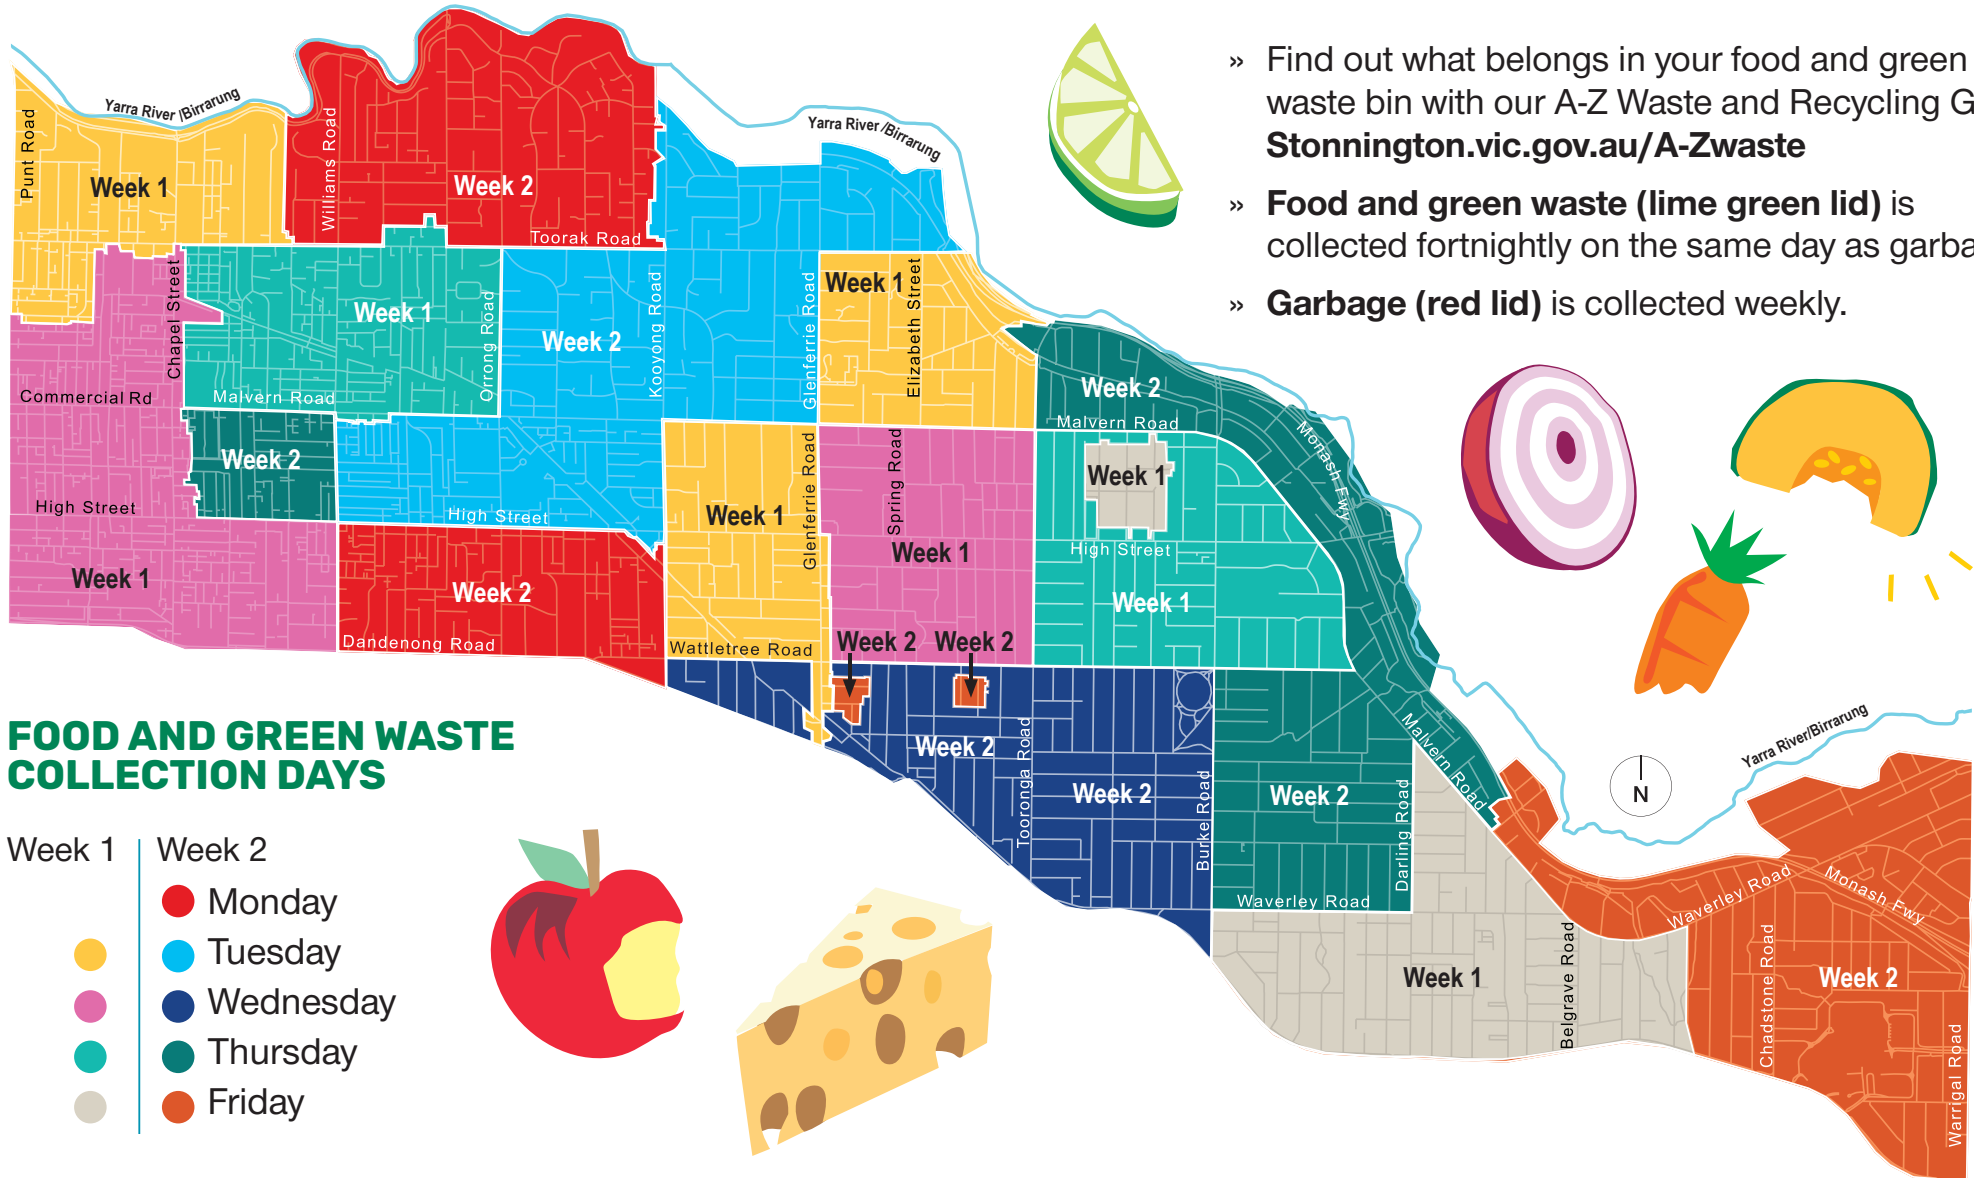 » Find out what belongs in your food and green
waste bin with our A-Z Waste and Recycling G
Stonnington.vic.gov.au/A-Zwaste
» Food and green waste (lime green lid) is
collected fortnightly on the same day as garba
» Garbage (red lid) is collected weekly.
Yarra River /Birrarung
Yarra River /Birrarung
Punt Road
Week 1
Williams Road
Week 2
Toorak Road
Chapel Street
Week 1
Orrong Road
Week 2
Kooyong Road
Glenferrie Road
Week 1
Elizabeth Street
Commercial Rd
Malvern Road
Week 2
Malvern Road
Monash Fwy
Week 2
High Street
High Street
Week 1
Glenferrie Road
Spring Road
Week 1
Week 1
High Street
Week 1
Week 1
Week 2
Dandenong Road
Wattletree Road
Week 2
Week 2
Week 2
Tooronga Road
Week 2
Burke Road
Week 2
Darling Road
Malvern Road
Waverley Road
Yarra River/Birrarung
N
Week 1
Belgrave Road
Waverley Road
Monash Fwy
Chadstone Road
Week 2
Warrigal Road
FOOD AND GREEN WASTE
COLLECTION DAYS
Week 1
Week 2
Monday
Tuesday
Wednesday
Thursday
Friday